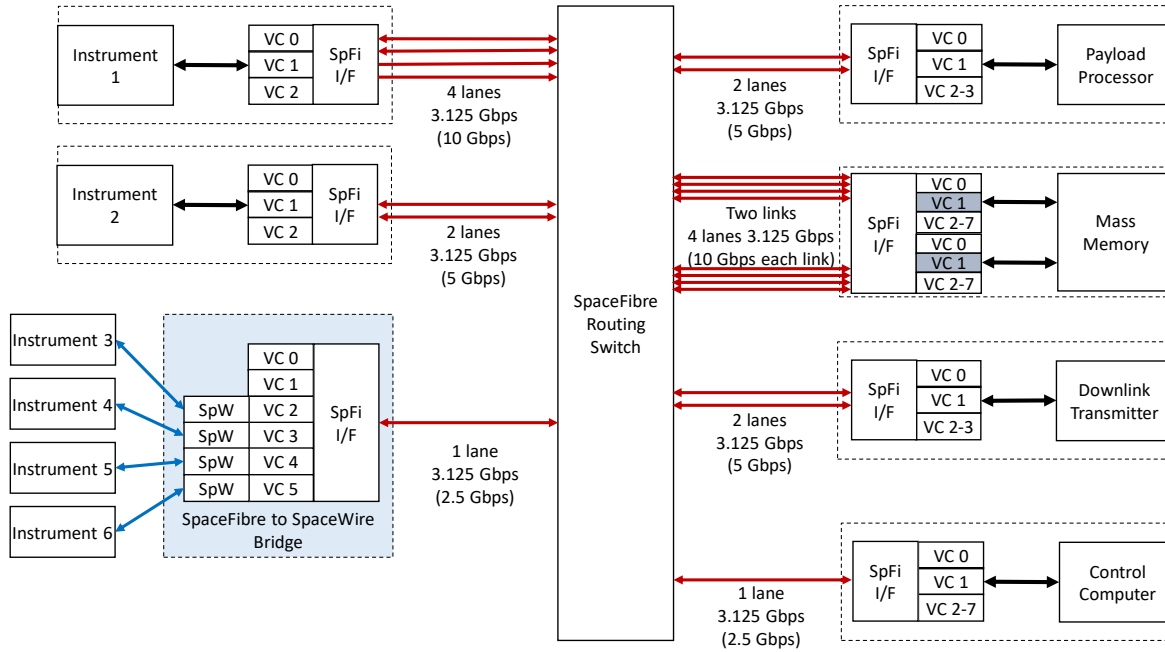 Instrument
1
VC 0
VC 1
VC 2
SpFi
I/F
4 lanes
3.125 Gbps
(10 Gbps)
Instrument
2
VC 0
VC 1
VC 2
SpFi
I/F
2 lanes
3.125 Gbps
(5 Gbps)
Instrument 3
Instrument 4
Instrument 5
Instrument 6
VC 0
VC 1
SpW
VC 2
SpW
VC 3
SpW
VC 4
SpW
VC 5
SpFi
I/F
SpaceFibre to SpaceWire
Bridge
1 lane
3.125 Gbps
(2.5 Gbps)
SpaceFibre
Routing
Switch
2 lanes
3.125 Gbps
(5 Gbps)
SpFi
I/F
VC 0
VC 1
VC 2-3
Payload
Processor
Two links
4 lanes 3.125 Gbps
(10 Gbps each link)
SpFi
I/F
VC 0
VC 1
VC 2-7
VC 0
VC 1
VC 2-7
Mass
Memory
2 lanes
3.125 Gbps
(5 Gbps)
SpFi
I/F
VC 0
VC 1
VC 2-3
Downlink
Transmitter
1 lane
3.125 Gbps
(2.5 Gbps)
SpFi
I/F
VC 0
VC 1
VC 2-7
Control
Computer